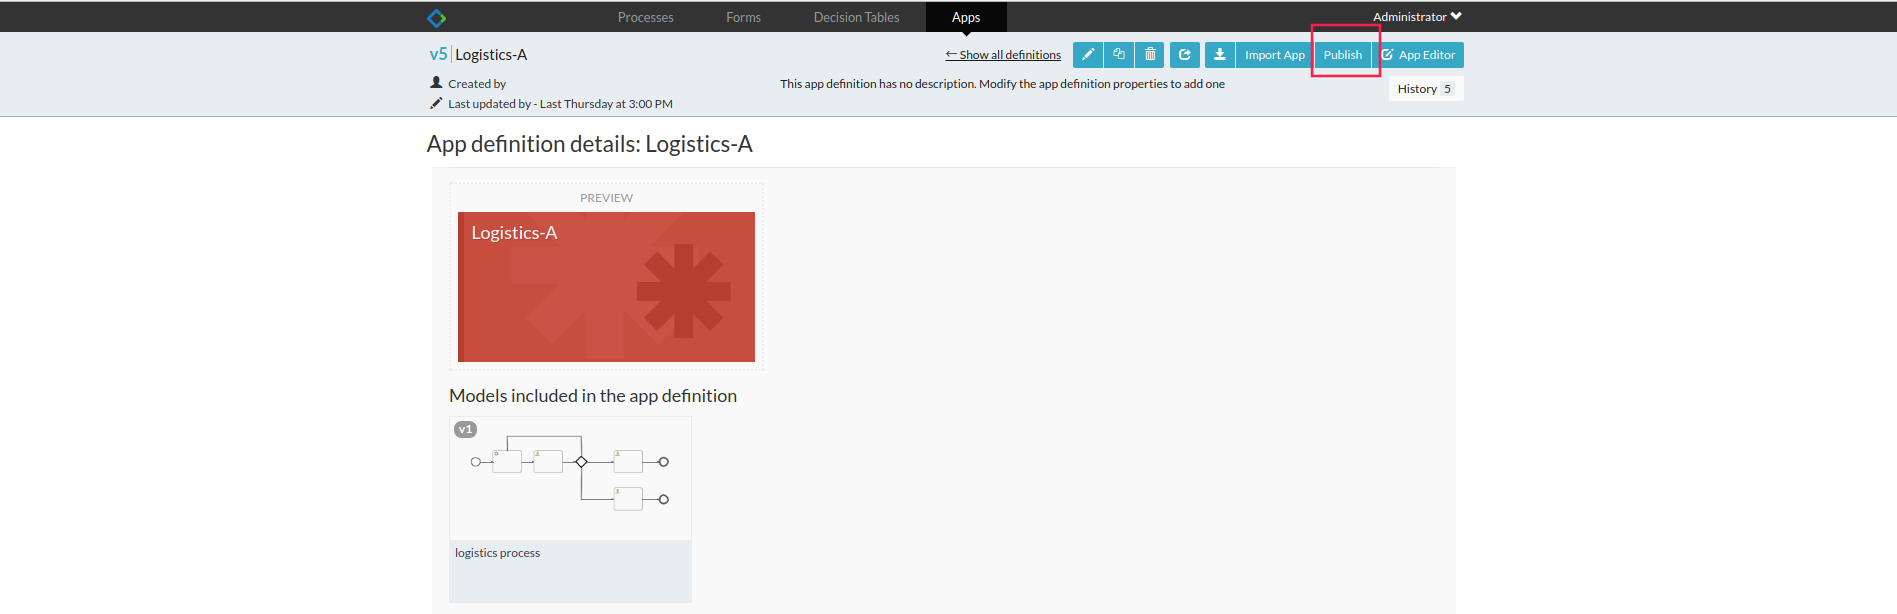 Processes Forms Decision Tables Apps Administrator
v5 Logistics-A ← Show all definitions Import App Publish App Editor
Created by This app definition has no description. Modify the app definition properties to add one History 5
Last updated by - Last Thursday at 3:00 PM
App definition details: Logistics-A
PREVIEW
Logistics-A
Models included in the app definition
v1
logistics process